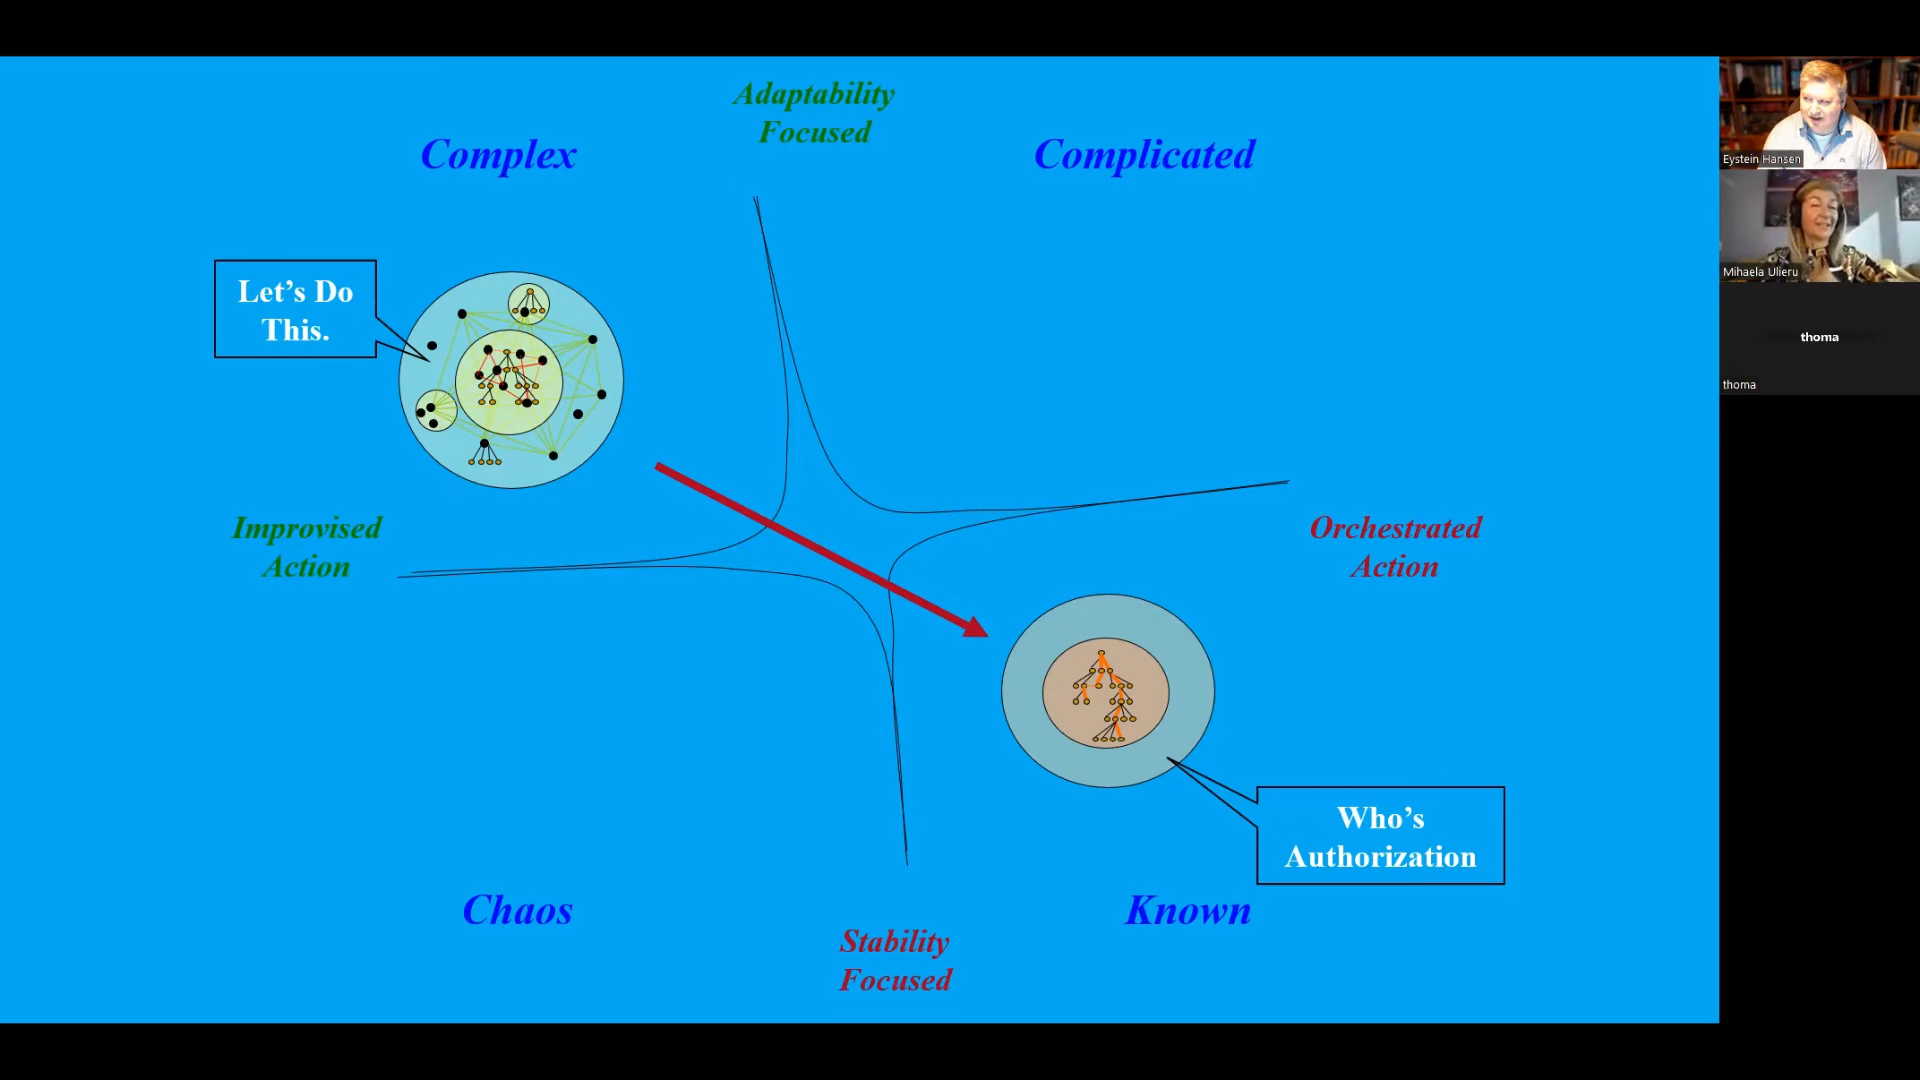 Adaptability
Focused
Complex
Complicated
Let's Do
This.
Improvised
Action
Orchestrated
Action
Who's
Authorization
Chaos
Known
Stability
Focused
Eystein Hansen
Mihaela Ulieru
thoma
thoma